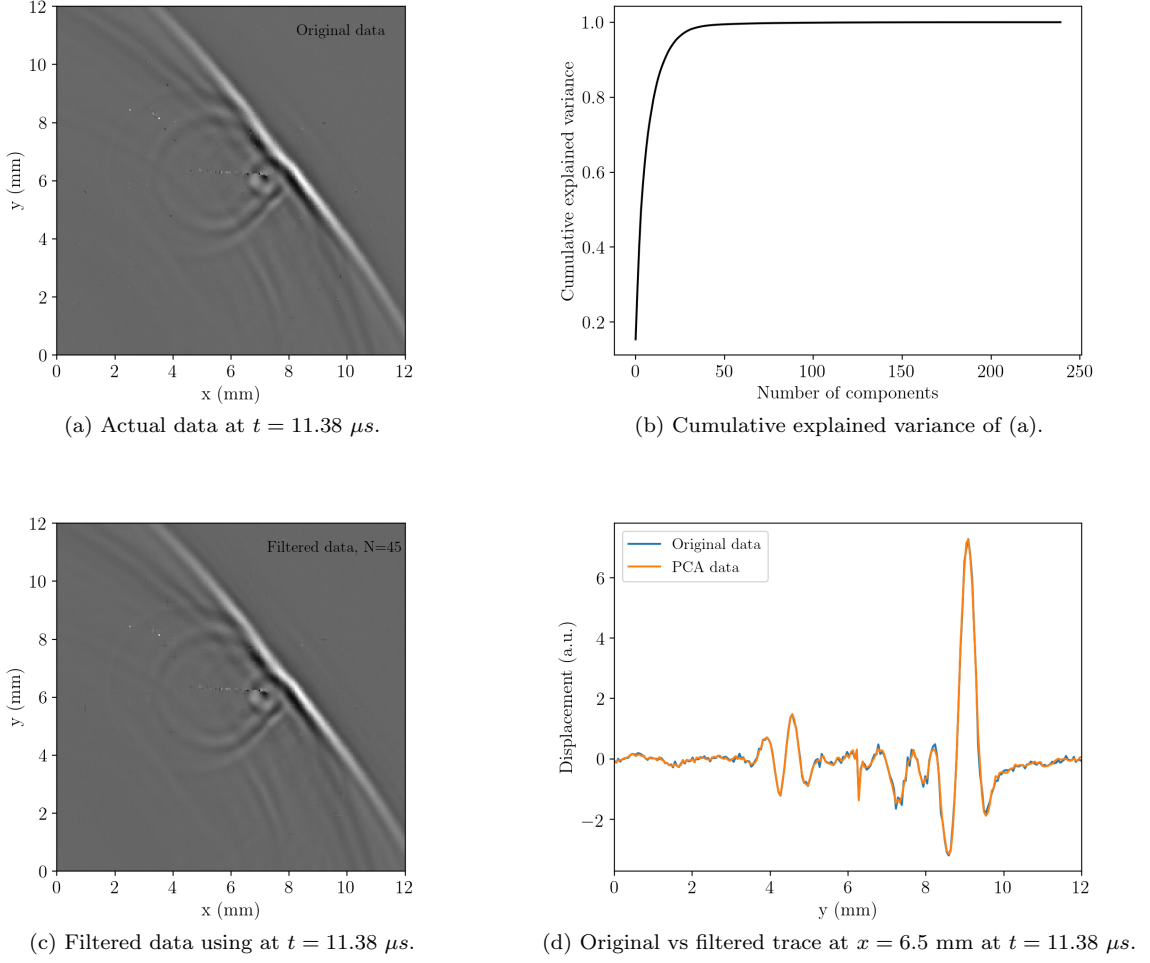 12
10
8
6
4
2
0
y (mm)
Original data
0 2 4 6 8 10 12
x (mm)
(a) Actual data at t = 11.38 μs.
1.0
0.8
0.6
0.4
0.2
Cumulative explained variance
0 50 100 150 200 250
Number of components
(b) Cumulative explained variance of (a).
12
10
8
6
4
2
0
y (mm)
Filtered data, N=45
0 2 4 6 8 10 12
x (mm)
(c) Filtered data using at t = 11.38 μs.
Original data
PCA data
6
4
2
0
−2
Displacement (a.u.)
0 2 4 6 8 10 12
y (mm)
(d) Original vs filtered trace at x = 6.5 mm at t = 11.38 μs.